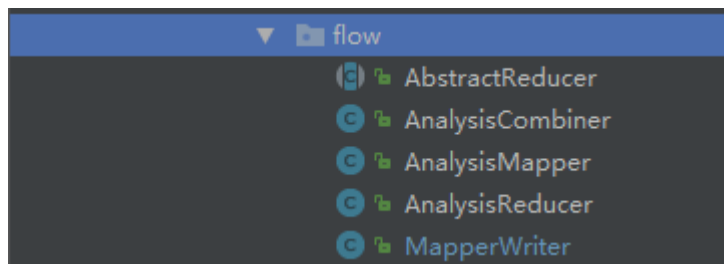 flow
AbstractReducer
AnalysisCombiner
AnalysisMapper
AnalysisReducer
MapperWriter